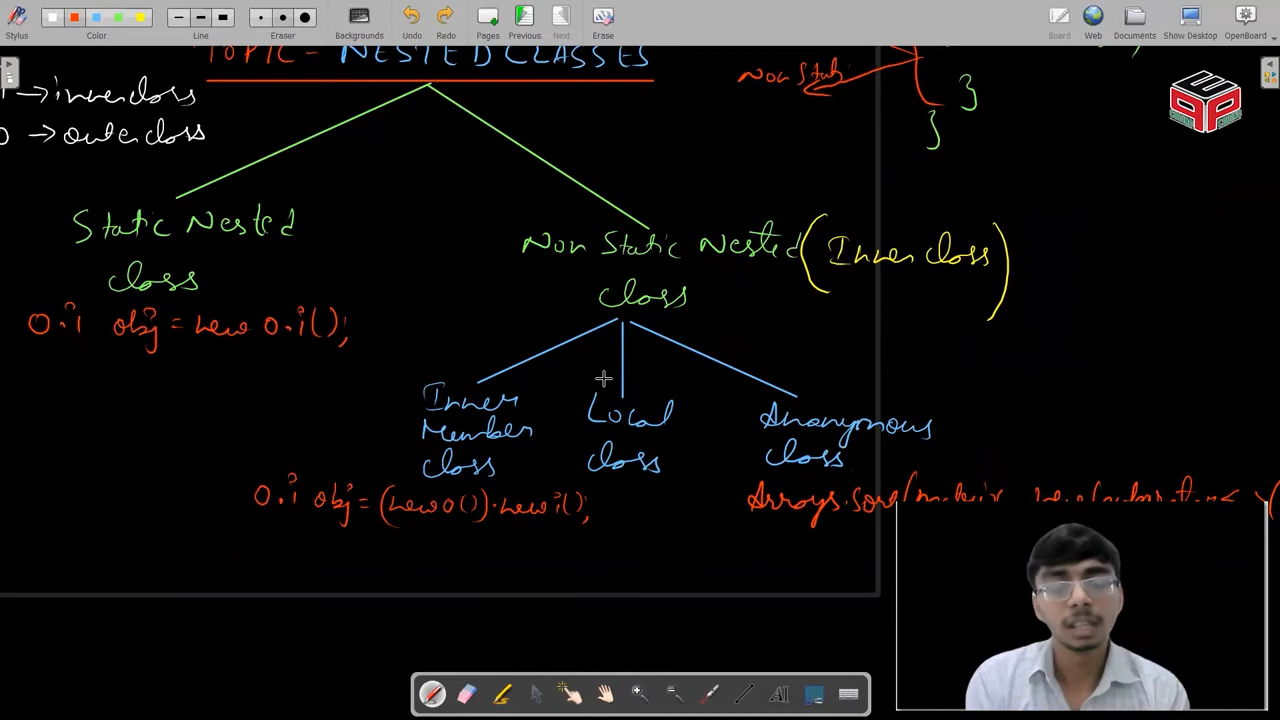 Stylus
Color
Line
Eraser
Backgrounds
Undo
Redo
Pages
Previous
Next
Erase
Board
Web
Documents
Show Desktop
OpenBoard
TOPIC - NESTED CLASSES
i → innerclass
O → outerclass
Non Static
}
}
Static Nested
class
O.i obj = new O.i();
Non Static Nested (Inner class)
class
Inner
Member
class
Local
class
Anonymous
class
O.i obj = (new O()).new i();
Arrays.sort(matrix